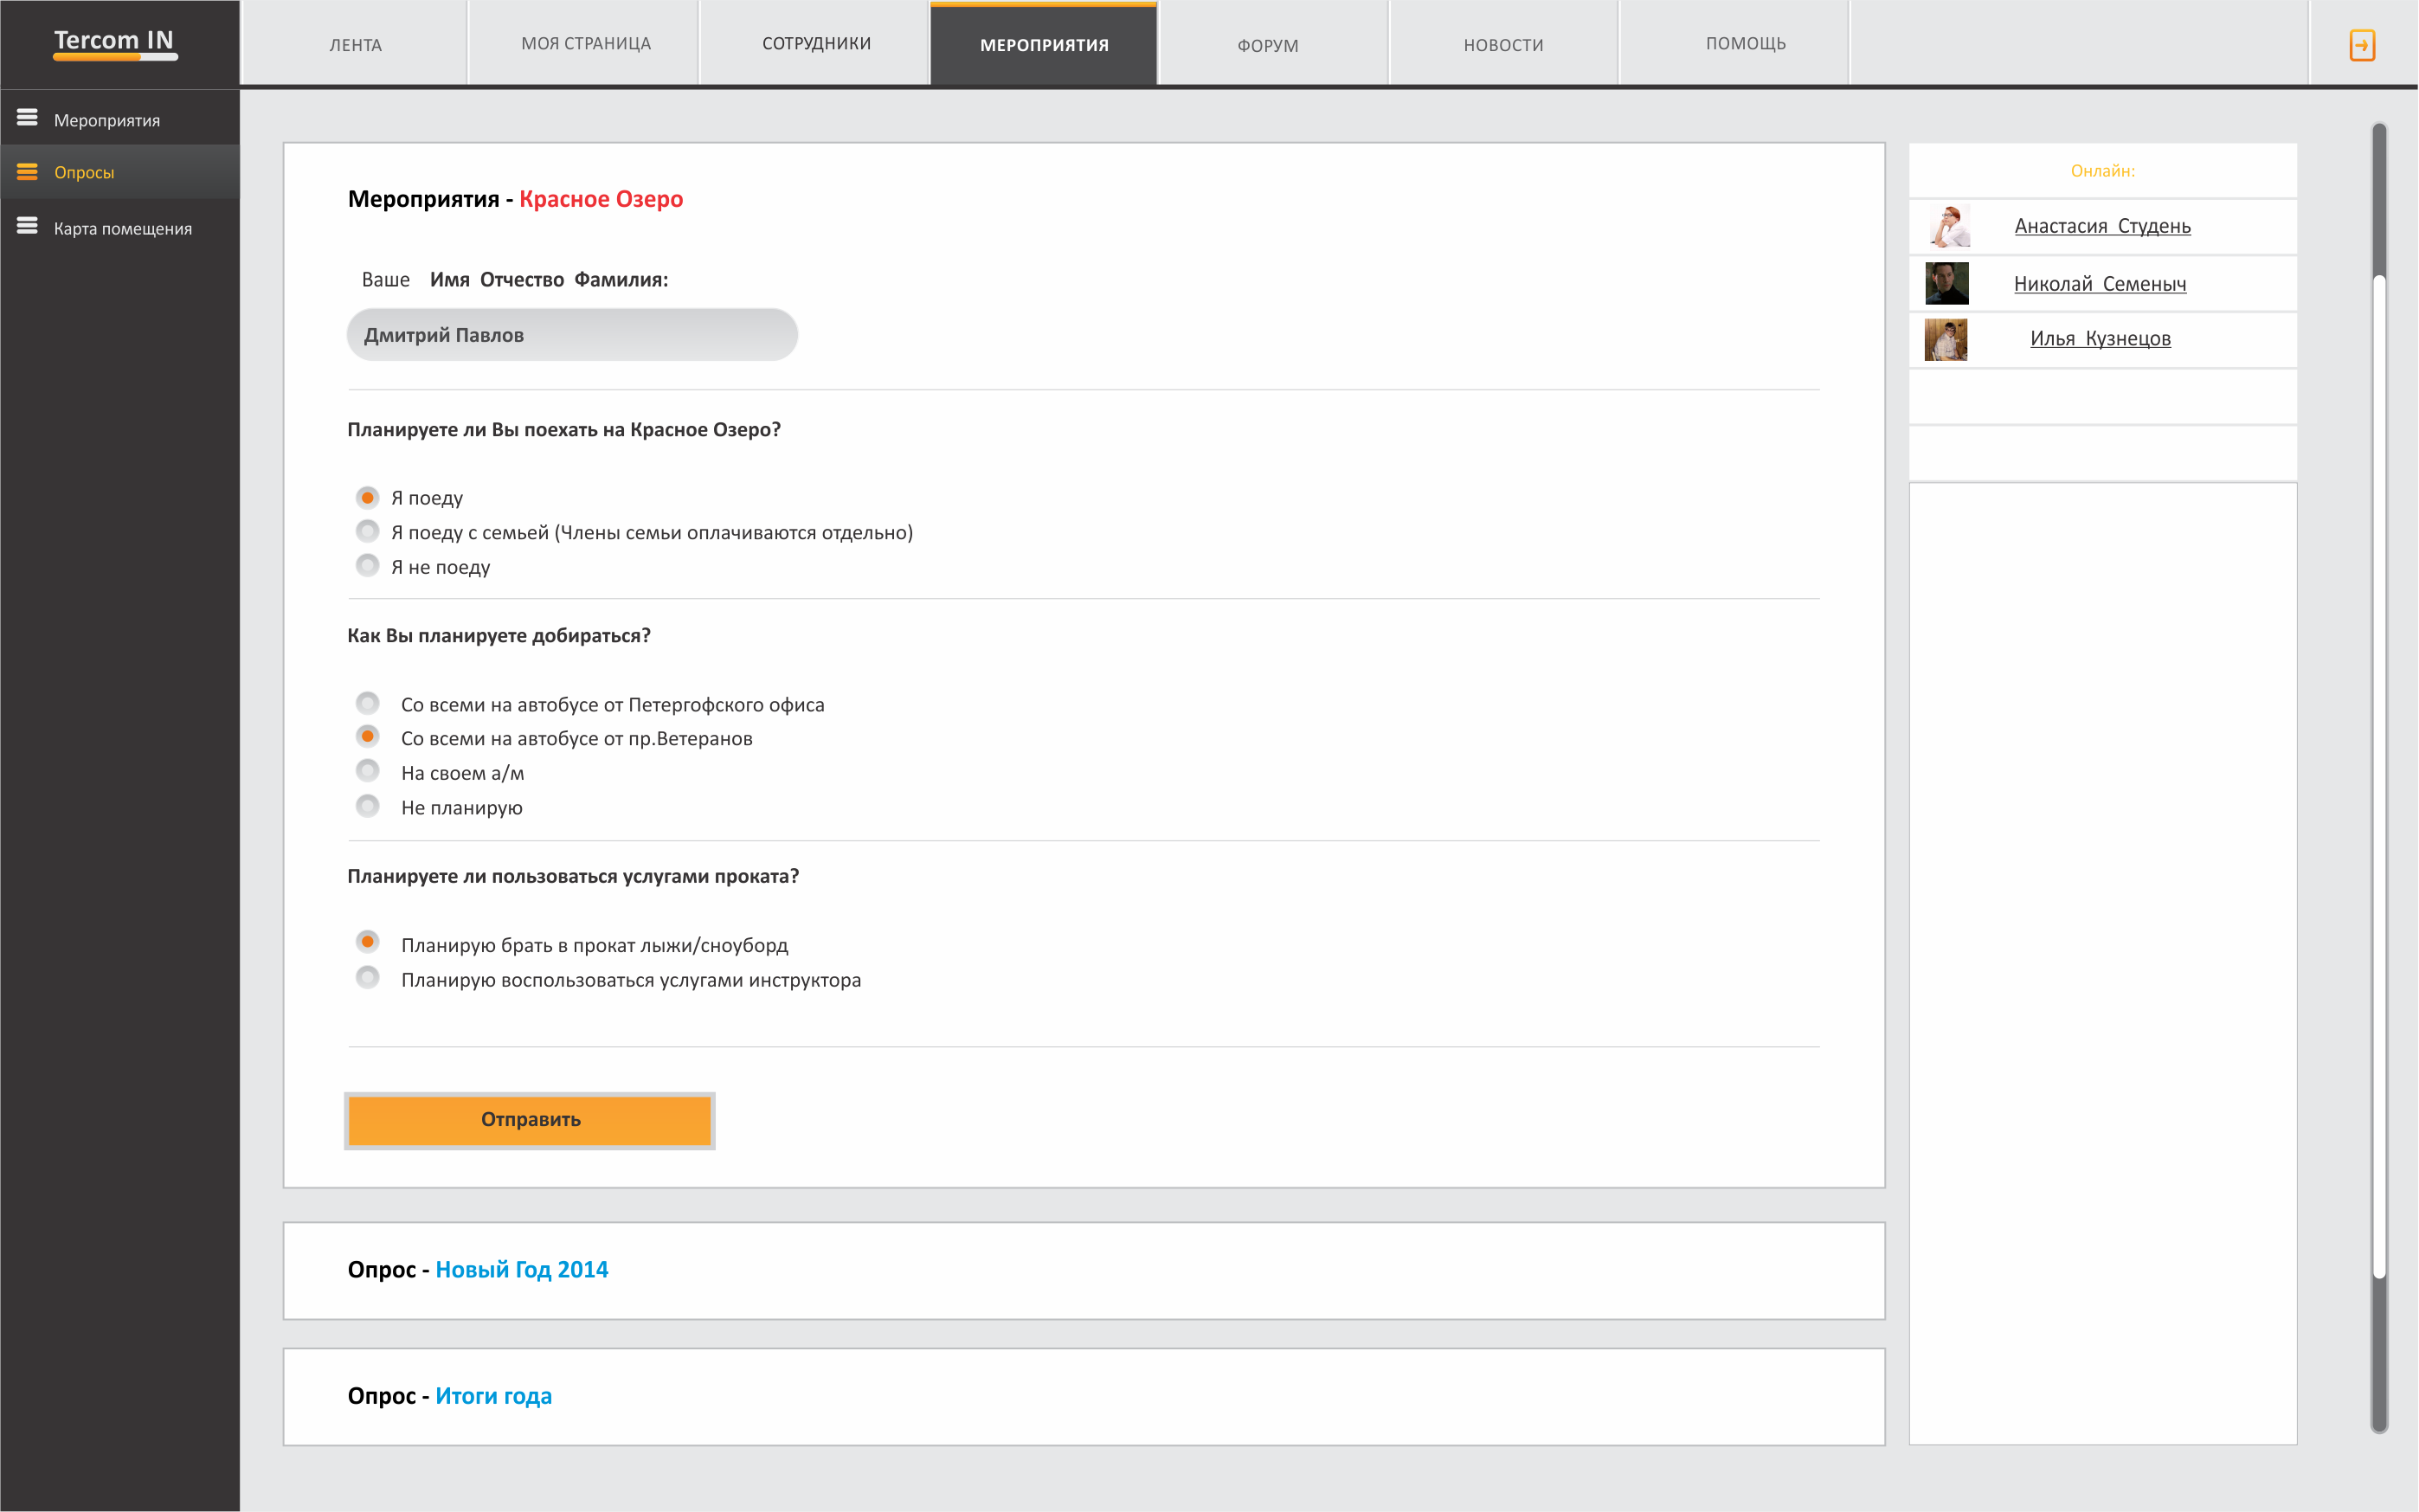 Tercom IN
ЛЕНТА
МОЯ СТРАНИЦА
СОТРУДНИКИ
МЕРОПРИЯТИЯ
ФОРУМ
НОВОСТИ
ПОМОЩЬ
Мероприятия
Опросы
Карта помещения
Мероприятия - Красное Озеро
Ваше Имя Отчество Фамилия:
Дмитрий Павлов
Планируете ли Вы поехать на Красное Озеро?
Я поеду
Я поеду с семьей (Члены семьи оплачиваются отдельно)
Я не поеду
Как Вы планируете добираться?
Со всеми на автобусе от Петергофского офиса
Со всеми на автобусе от пр.Ветеранов
На своем а/м
Не планирую
Планируете ли пользоваться услугами проката?
Планирую брать в прокат лыжи/сноуборд
Планирую воспользоваться услугами инструктора
Отправить
Опрос - Новый Год 2014
Опрос - Итоги года
Онлайн:
Анастасия Студень
Николай Семеныч
Илья Кузнецов